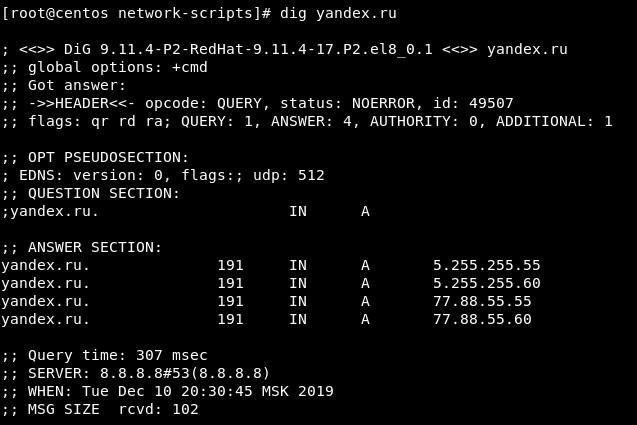 [root@centos network-scripts]# dig yandex.ru
; <<>> DiG 9.11.4-P2-RedHat-9.11.4-17.P2.el8_0.1 <<>> yandex.ru
;; global options: +cmd
;; Got answer:
;; ->>HEADER<<- opcode: QUERY, status: NOERROR, id: 49507
;; flags: qr rd ra; QUERY: 1, ANSWER: 4, AUTHORITY: 0, ADDITIONAL: 1
;; OPT PSEUDOSECTION:
; EDNS: version: 0, flags:; udp: 512
;; QUESTION SECTION:
;yandex.ru. IN A
;; ANSWER SECTION:
yandex.ru. 191 IN A 5.255.255.55
yandex.ru. 191 IN A 5.255.255.60
yandex.ru. 191 IN A 77.88.55.55
yandex.ru. 191 IN A 77.88.55.60
;; Query time: 307 msec
;; SERVER: 8.8.8.8#53(8.8.8.8)
;; WHEN: Tue Dec 10 20:30:45 MSK 2019
;; MSG SIZE rcvd: 102